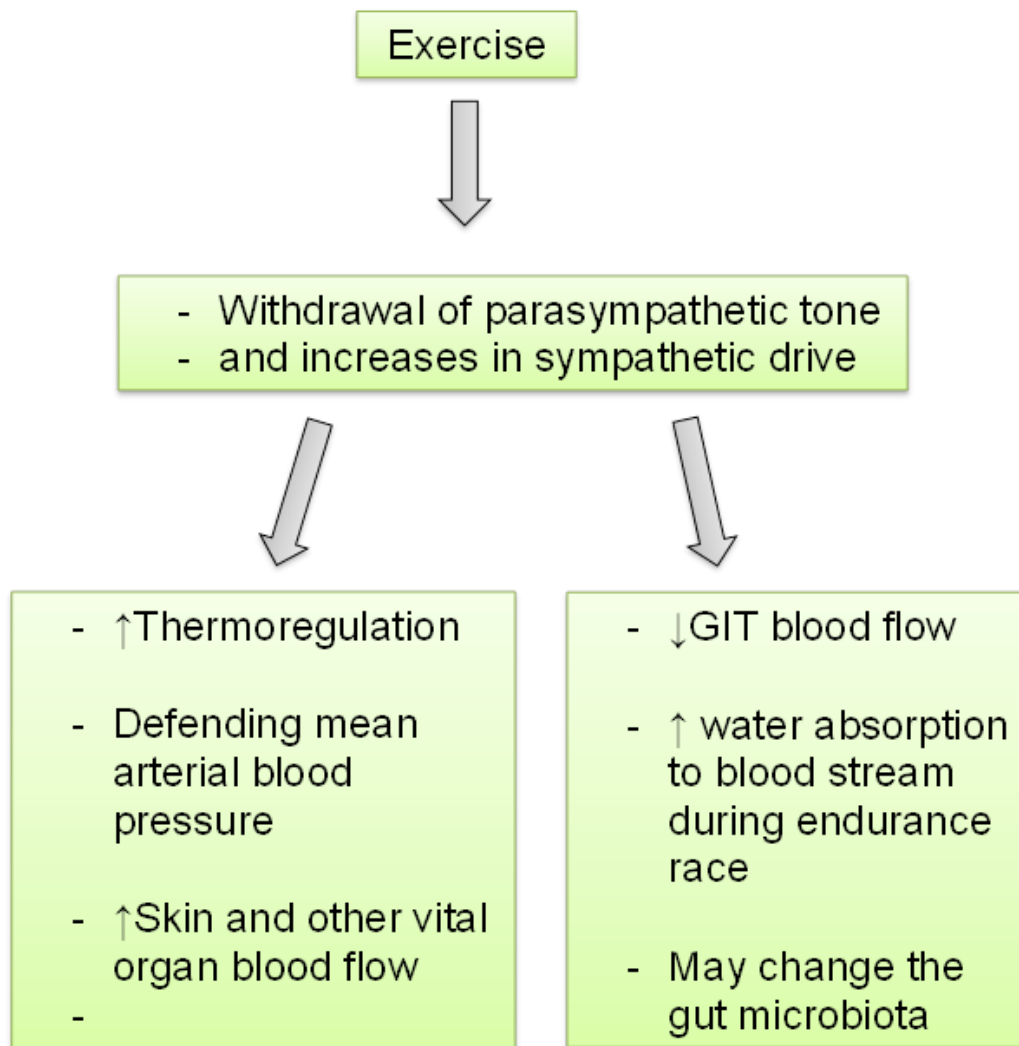 Exercise
- Withdrawal of parasympathetic tone
- and increases in sympathetic drive
- ↑Thermoregulation
- Defending mean
arterial blood
pressure
- ↑Skin and other vital
organ blood flow
-
- ↓GIT blood flow
- ↑ water absorption
to blood stream
during endurance
race
- May change the
gut microbiota